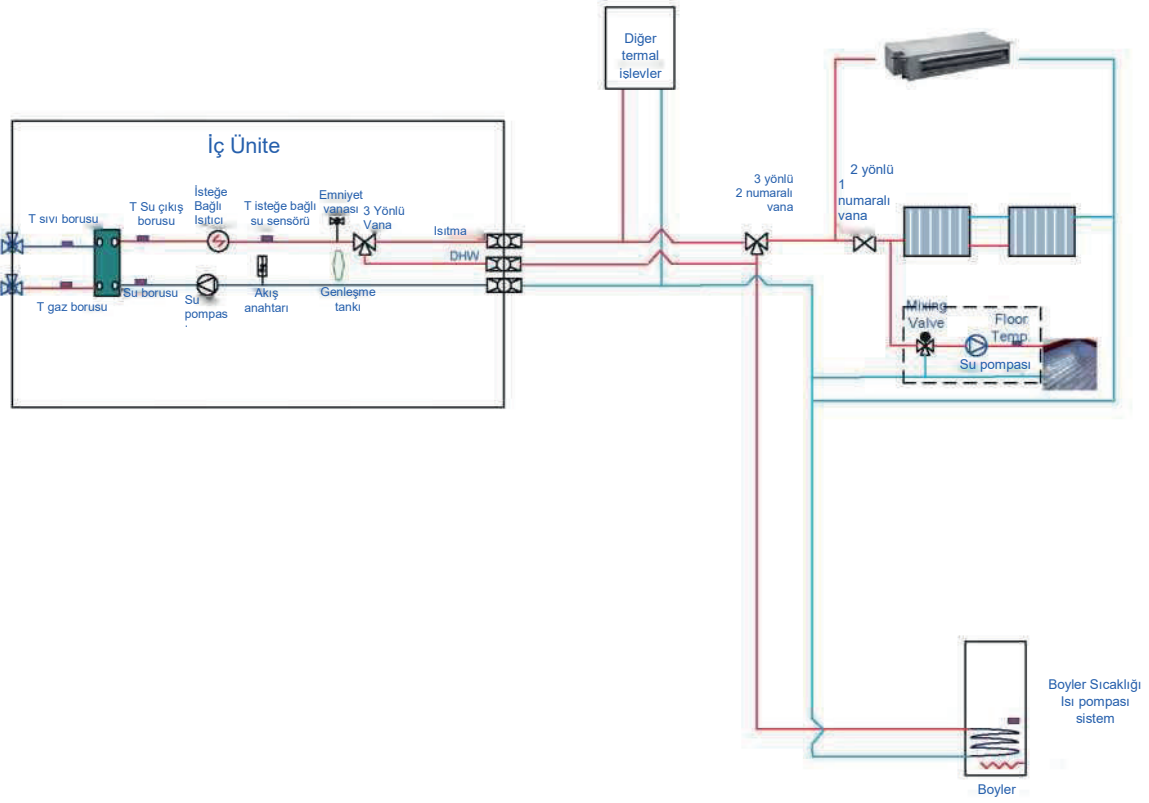 Diğer
termal
işlevler
İç Ünite
T sıvı borusu
T Su çıkış
borusu
İsteğe
Bağlı
Isıtıcı
T isteğe bağlı
su sensörü
Emniyet
vanası
3 Yönlü
Vana
Isıtma
DHW
T gaz borusu
Su borusu
Su
pompas
Akış
anahtarı
Genleşme
tankı
3 yönlü
2 numaralı
vana
2 yönlü
1
numaralı
vana
Mixing
Valve
Floor
Temp.
Su pompası
Boyler Sıcaklığı
Isı pompası
sistem
Boyler